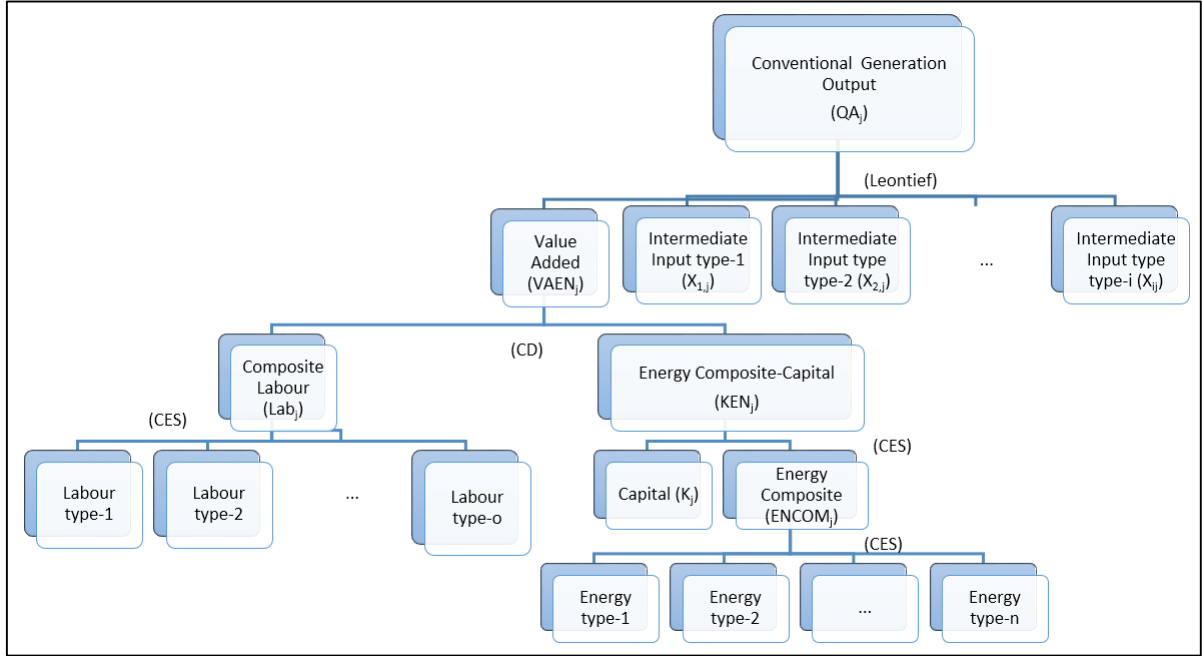 Conventional Generation
Output
(QAj)
(Leontief)
Value
Added
(VAENj)
Intermediate
Input type-1
(X1,j)
Intermediate
Input type
type-2 (X2,j)
...
Intermediate
Input type
type-i (Xij)
(CD)
Composite
Labour
(Labj)
Energy Composite-Capital
(KENj)
(CES)
(CES)
Labour
type-1
Labour
type-2
...
Labour
type-o
Capital (Kj)
Energy
Composite
(ENCOMj)
(CES)
Energy
type-1
Energy
type-2
...
Energy
type-n